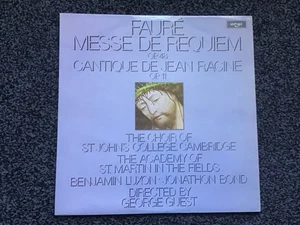 argo
FAURÉ
MESSE DE REQUIEM
OP.48
CANTIQUE DE JEAN RACINE
OP.11
THE CHOIR OF
ST JOHN'S COLLEGE, CAMBRIDGE
THE ACADEMY OF
ST. MARTIN IN THE FIELDS
BENJAMIN LUXON·JONATHON BOND
DIRECTED BY
GEORGE GUEST